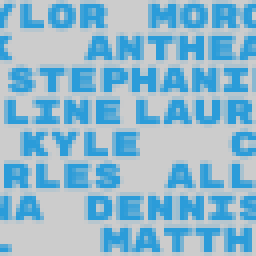 YLOR MORG
K ANTHEA
STEPHANI
LINE LAUR
KYLE C
RLES ALL
NA DENNIS
L MATTH